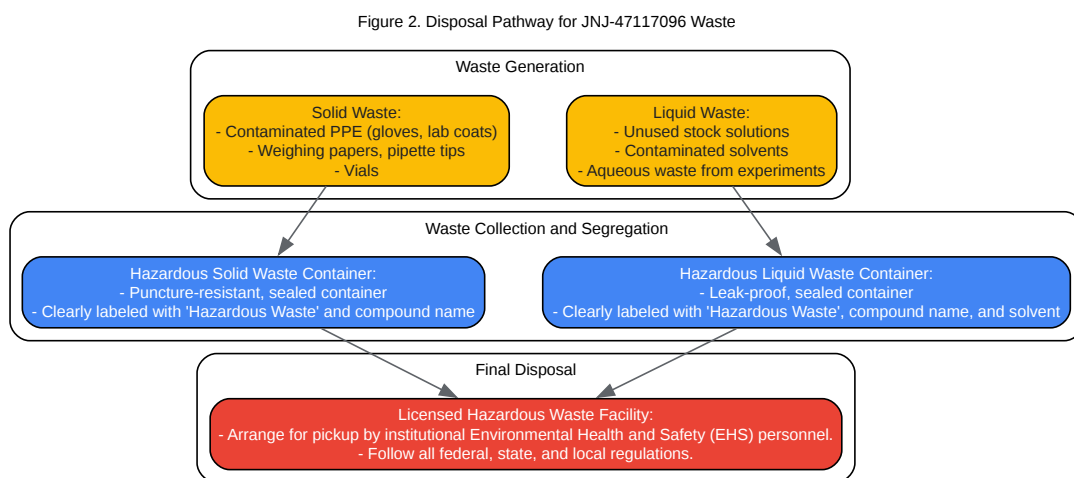 Figure 2. Disposal Pathway for JNJ-47117096 Waste
Waste Generation
Solid Waste:
- Contaminated PPE (gloves, lab coats)
- Weighing papers, pipette tips
- Vials
Liquid Waste:
- Unused stock solutions
- Contaminated solvents
- Aqueous waste from experiments
Waste Collection and Segregation
Hazardous Solid Waste Container:
- Puncture-resistant, sealed container
- Clearly labeled with 'Hazardous Waste' and compound name
Hazardous Liquid Waste Container:
- Leak-proof, sealed container
- Clearly labeled with 'Hazardous Waste', compound name, and solvent
Final Disposal
Licensed Hazardous Waste Facility:
- Arrange for pickup by institutional Environmental Health and Safety (EHS) personnel.
- Follow all federal, state, and local regulations.